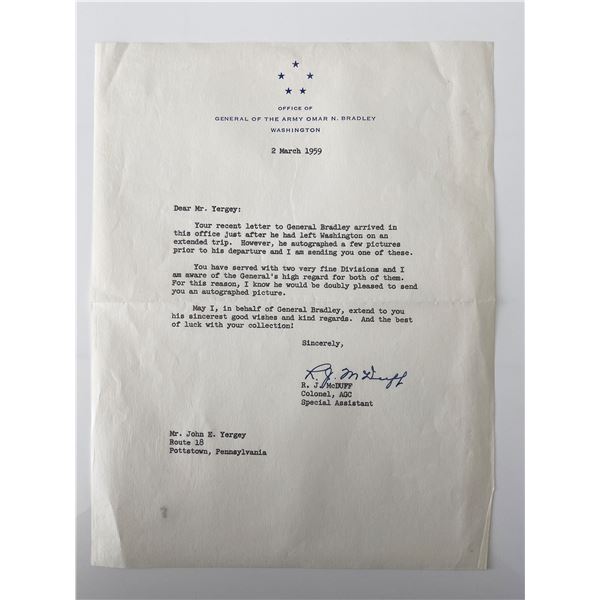 OFFICE OF
GENERAL OF THE ARMY OMAR N. BRADLEY
WASHINGTON
2 March 1959
Dear Mr. Yergey:
Your recent letter to General Bradley arrived in
this office just after he had left Washington on an
extended trip. However, he autographed a few pictures
prior to his departure and I am sending you one of these.
You have served with two very fine Divisions and I
am aware of the General's high regard for both of them.
For this reason, I know he would be doubly pleased to send
you an autographed picture.
May I, in behalf of General Bradley, extend to you
his sincerest good wishes and kind regards. And the best
of luck with your collection!
Sincerely,
R. J. McDuff
R. J. McDUFF
Colonel, AGC
Special Assistant
Mr. John E. Yergey
Route 18
Pottstown, Pennsylvania